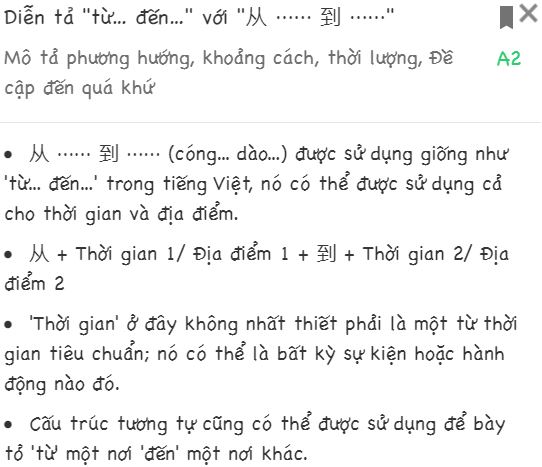 Diễn tả "từ... đến..." với "从 …… 到 ……"
Mô tả phương hướng, khoảng cách, thời lượng, Đề
cập đến quá khứ
A2
• 从 …… 到 …… (cóng... dào...) được sử dụng giống như
'từ... đến...' trong tiếng Việt, nó có thể được sử dụng cả
cho thời gian và địa điểm.
• 从 + Thời gian 1/ Địa điểm 1 + 到 + Thời gian 2/ Địa
điểm 2
• 'Thời gian' ở đây không nhất thiết phải là một từ thời
gian tiêu chuẩn; nó có thể là bất kỳ sự kiện hoặc hành
động nào đó.
• Cấu trúc tương tự cũng có thể được sử dụng để bày
tỏ 'từ' một nơi 'đến' một nơi khác.